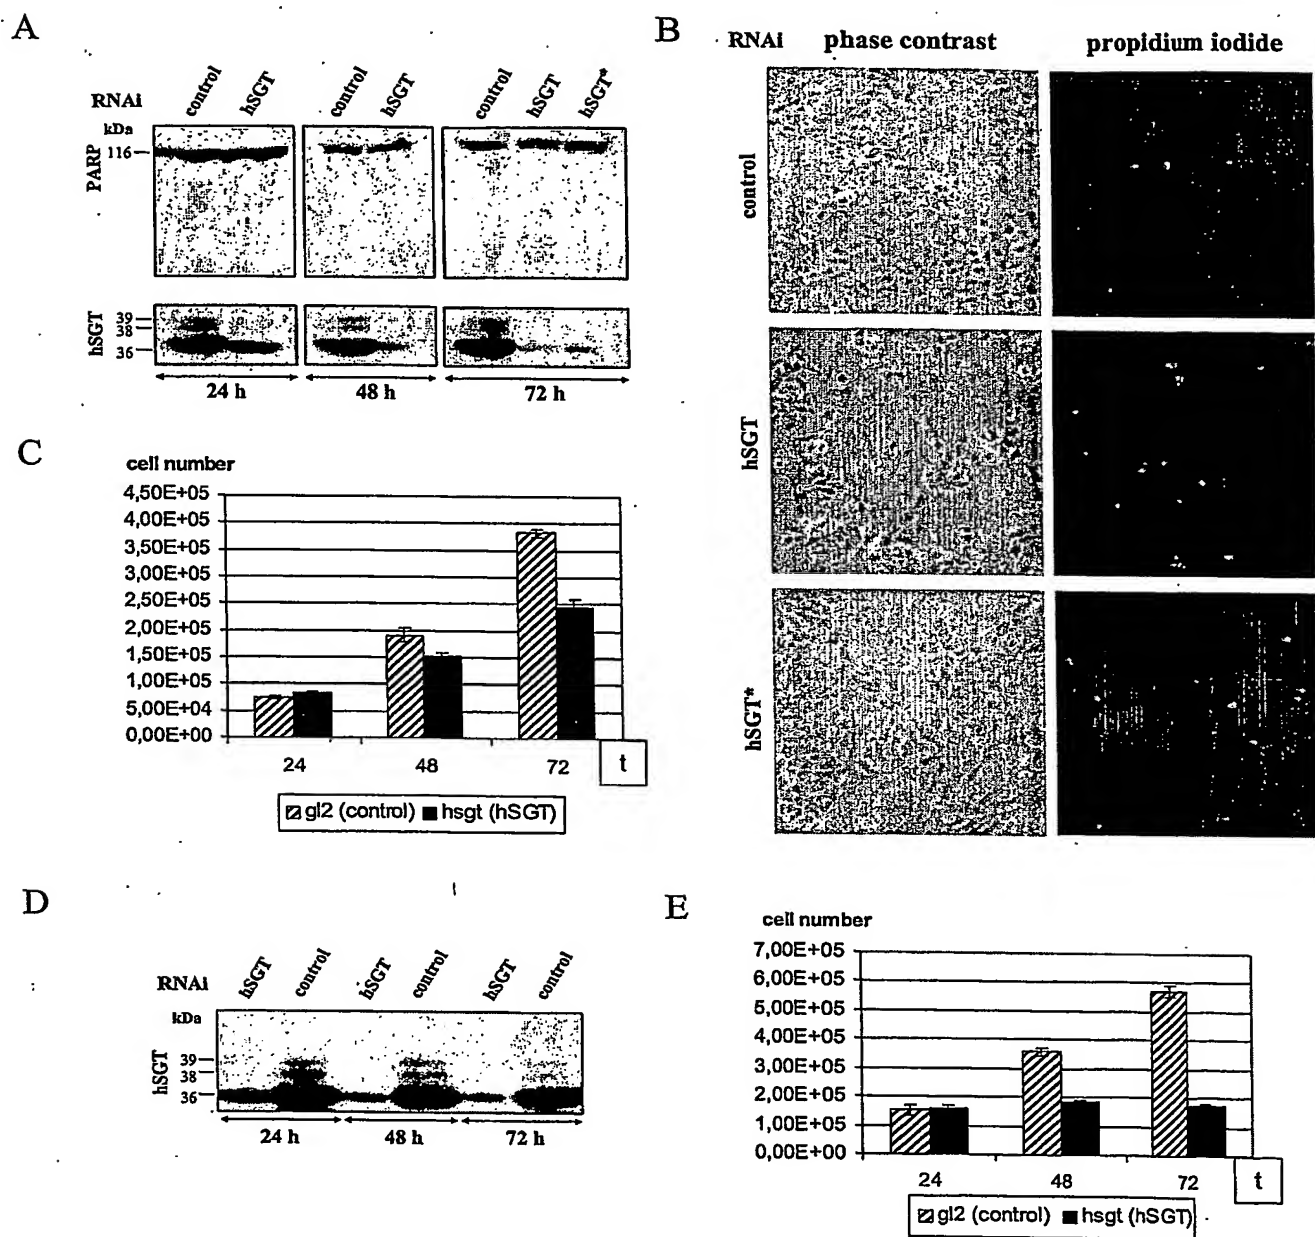 A
RNAi control hSGT control hSGT control hSGT hSGT*
kDa
PARP
116
hSGT
39
38
36
24 h 48 h 72 h
B
RNAi phase contrast propidium iodide
control
hSGT
hSGT*
C
cell number
4,50E+05
4,00E+05
3,50E+05
3,00E+05
2,50E+05
2,00E+05
1,50E+05
1,00E+05
5,00E+04
0,00E+00
24 48 72 t
gl2 (control) hsgt (hSGT)
D
RNAi hSGT control hSGT control hSGT control
kDa
hSGT
39
38
36
24 h 48 h 72 h
E
cell number
7,00E+05
6,00E+05
5,00E+05
4,00E+05
3,00E+05
2,00E+05
1,00E+05
0,00E+00
24 48 72 t
gl2 (control) hsgt (hSGT)